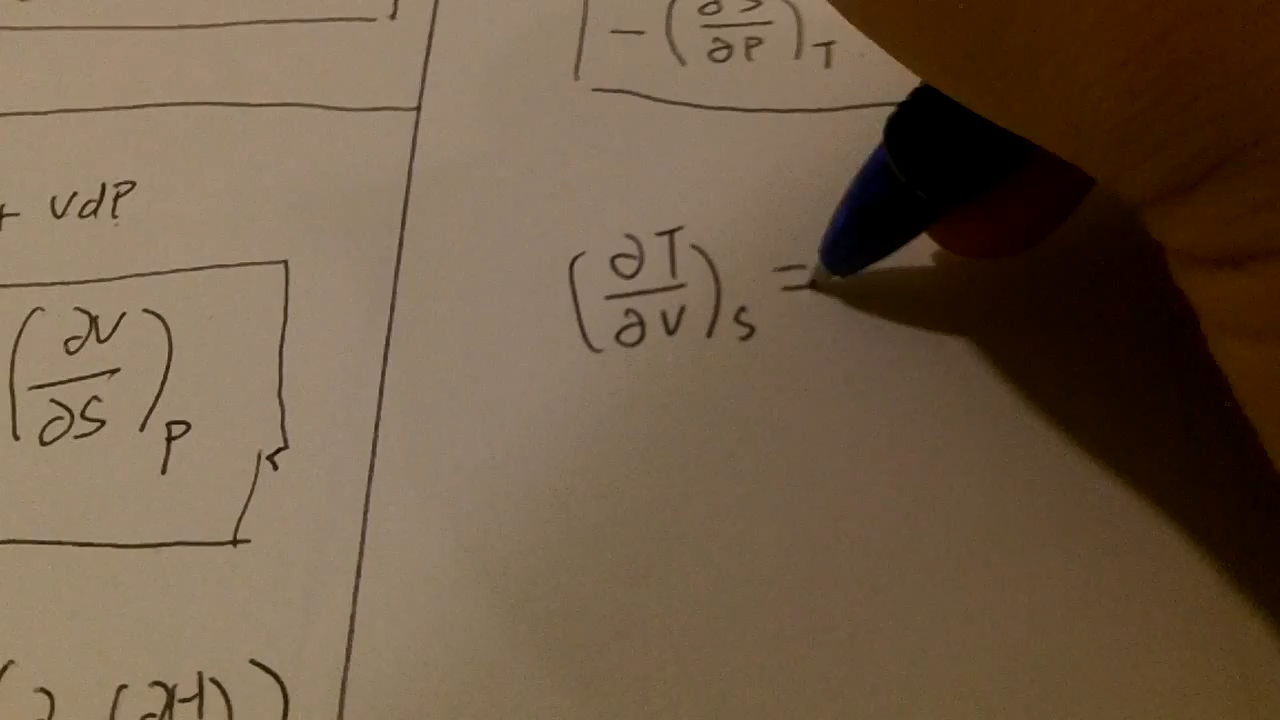 + VdP
(∂V/∂S)_P
-(∂S/∂P)_T
(∂T/∂V)_S =